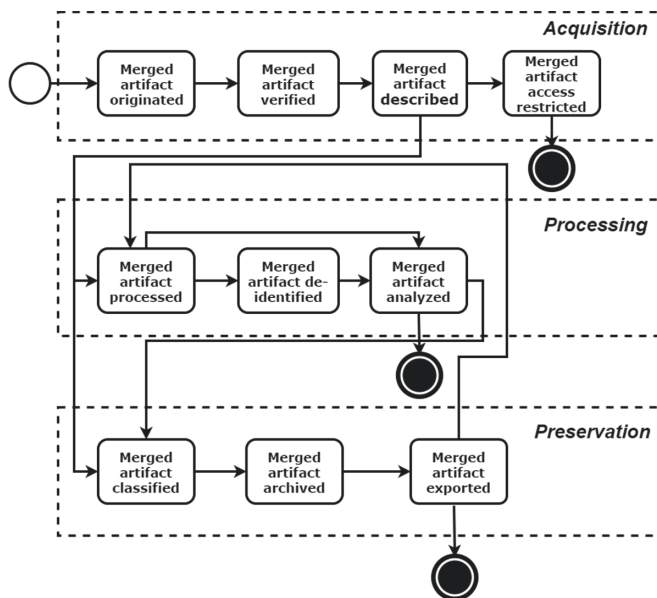 Acquisition
Merged
artifact
originated
Merged
artifact
verified
Merged
artifact
described
Merged
artifact
access
restricted
Processing
Merged
artifact
processed
Merged
artifact de-
identified
Merged
artifact
analyzed
Preservation
Merged
artifact
classified
Merged
artifact
archived
Merged
artifact
exported